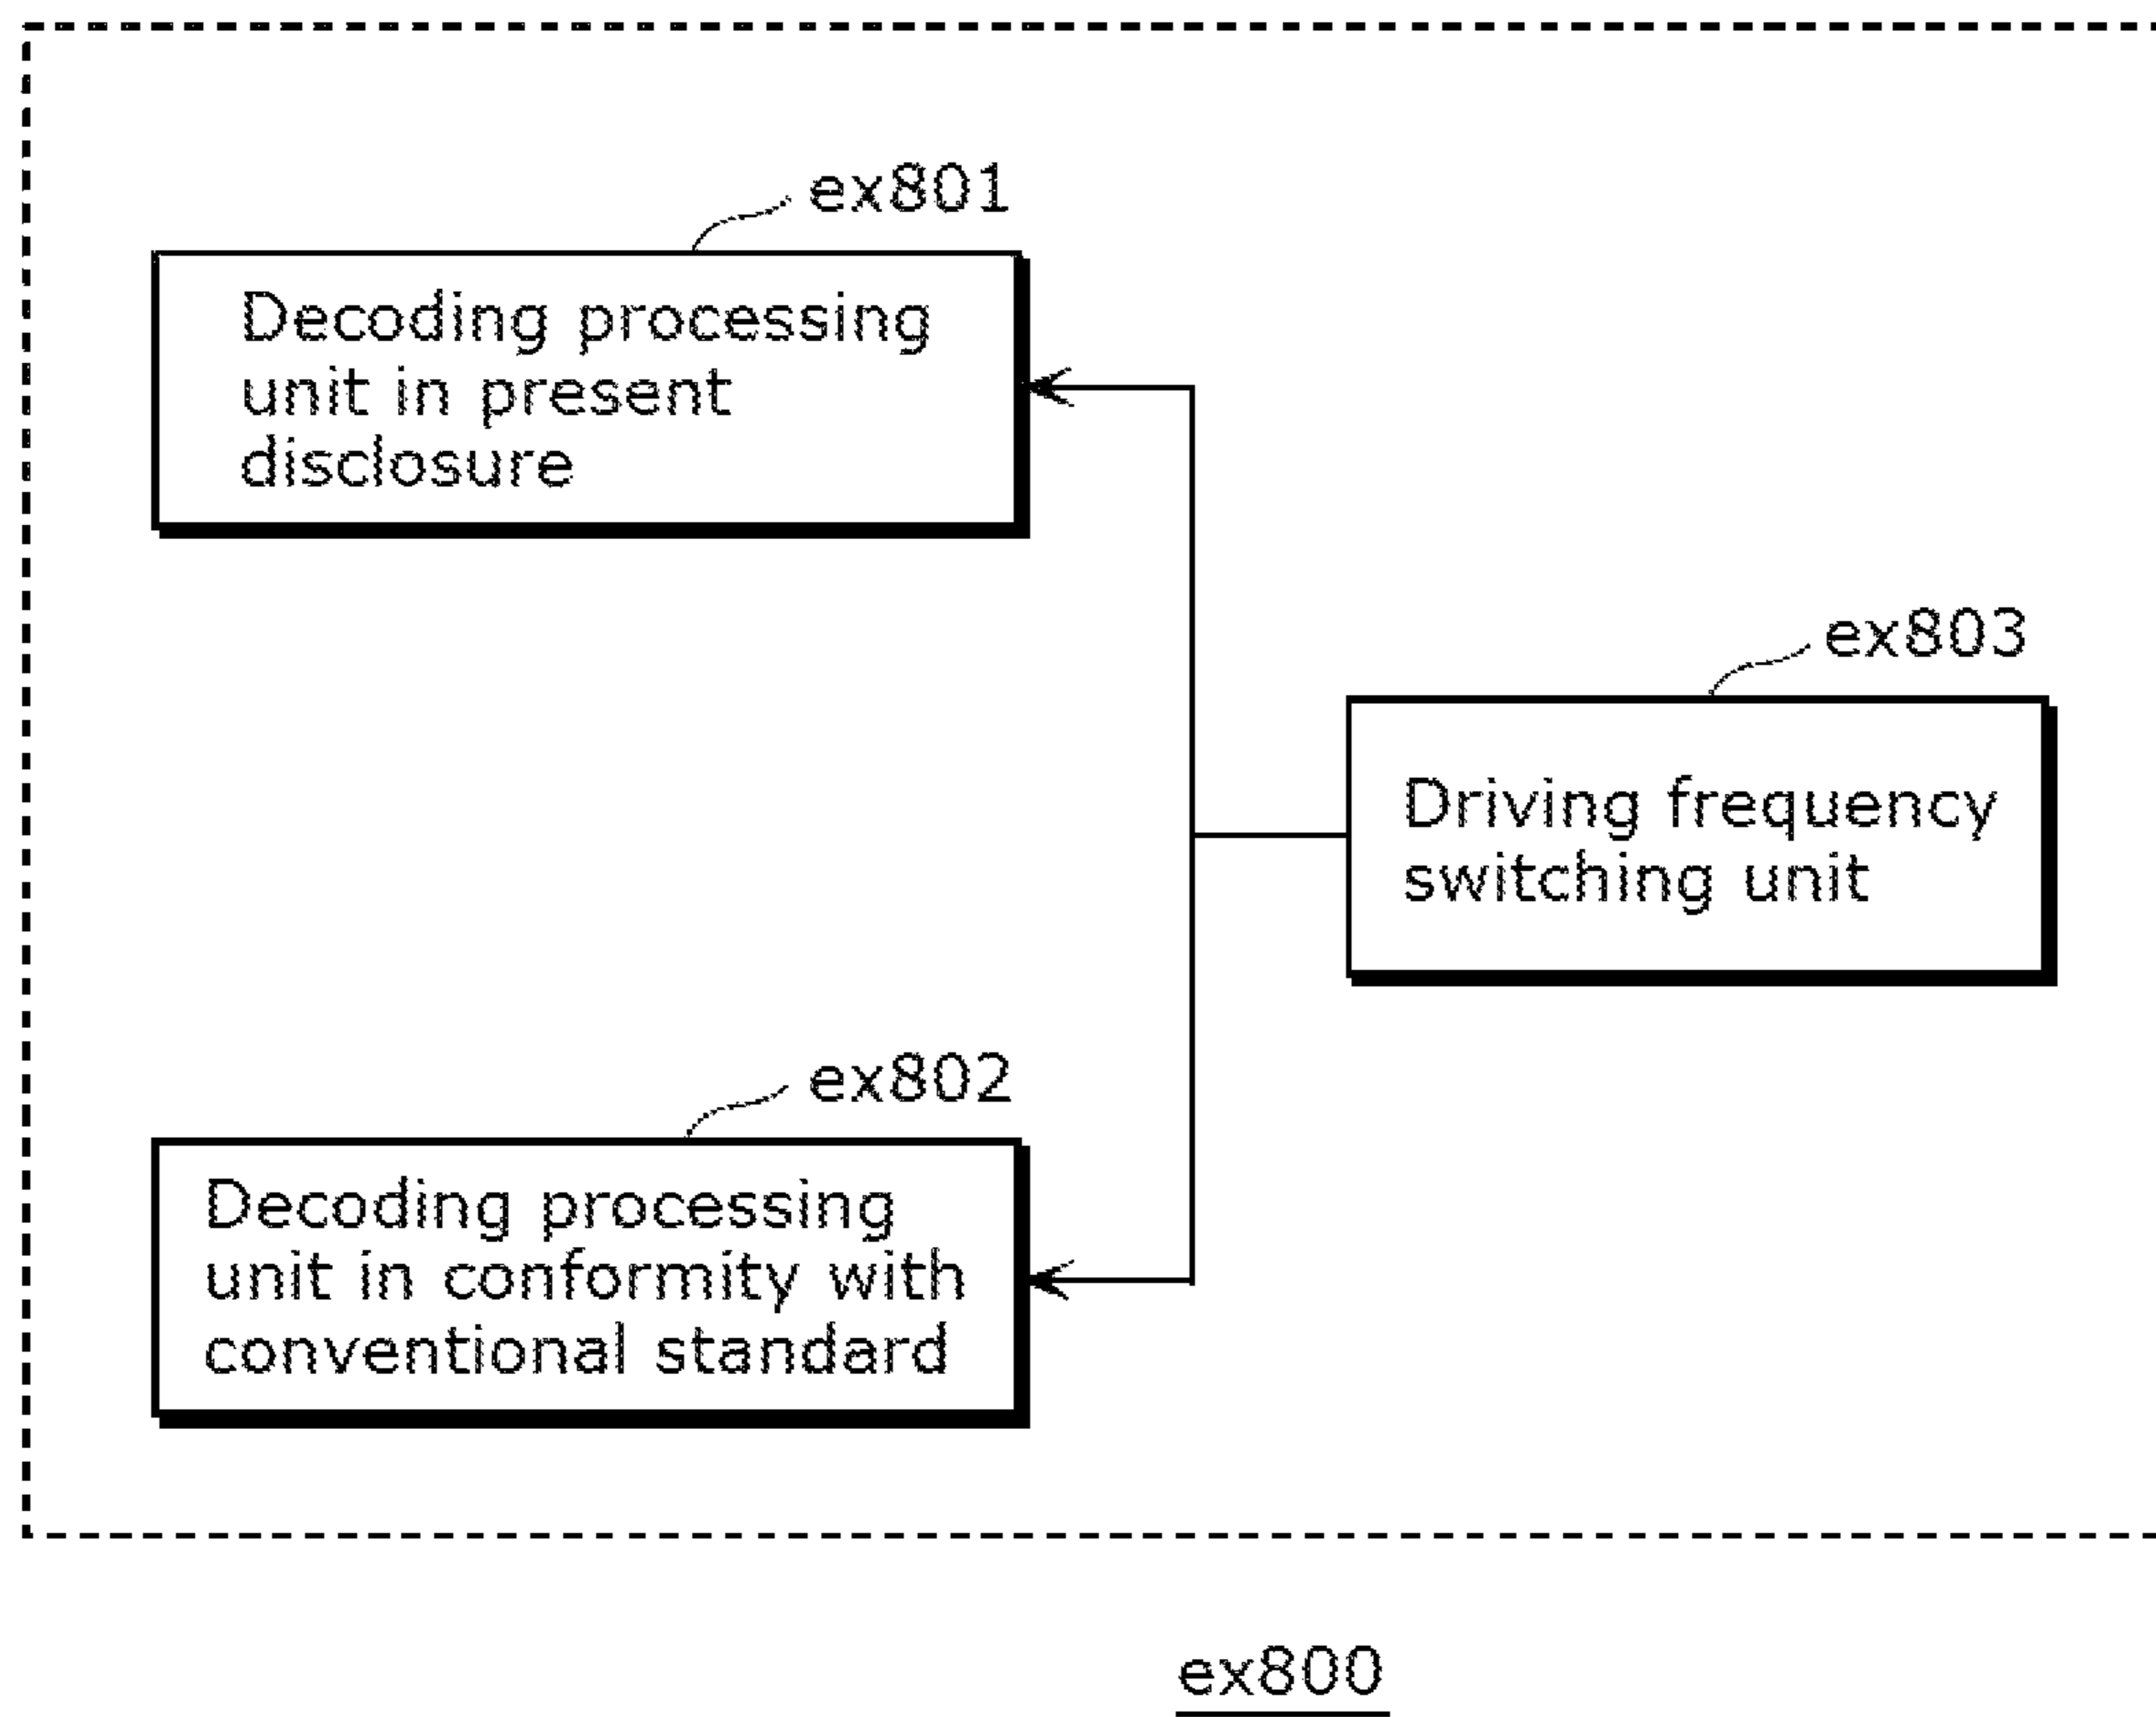 ex801
Decoding processing
unit in present
disclosure
ex803
Driving frequency
switching unit
ex802
Decoding processing
unit in conformity with
conventional standard
ex800